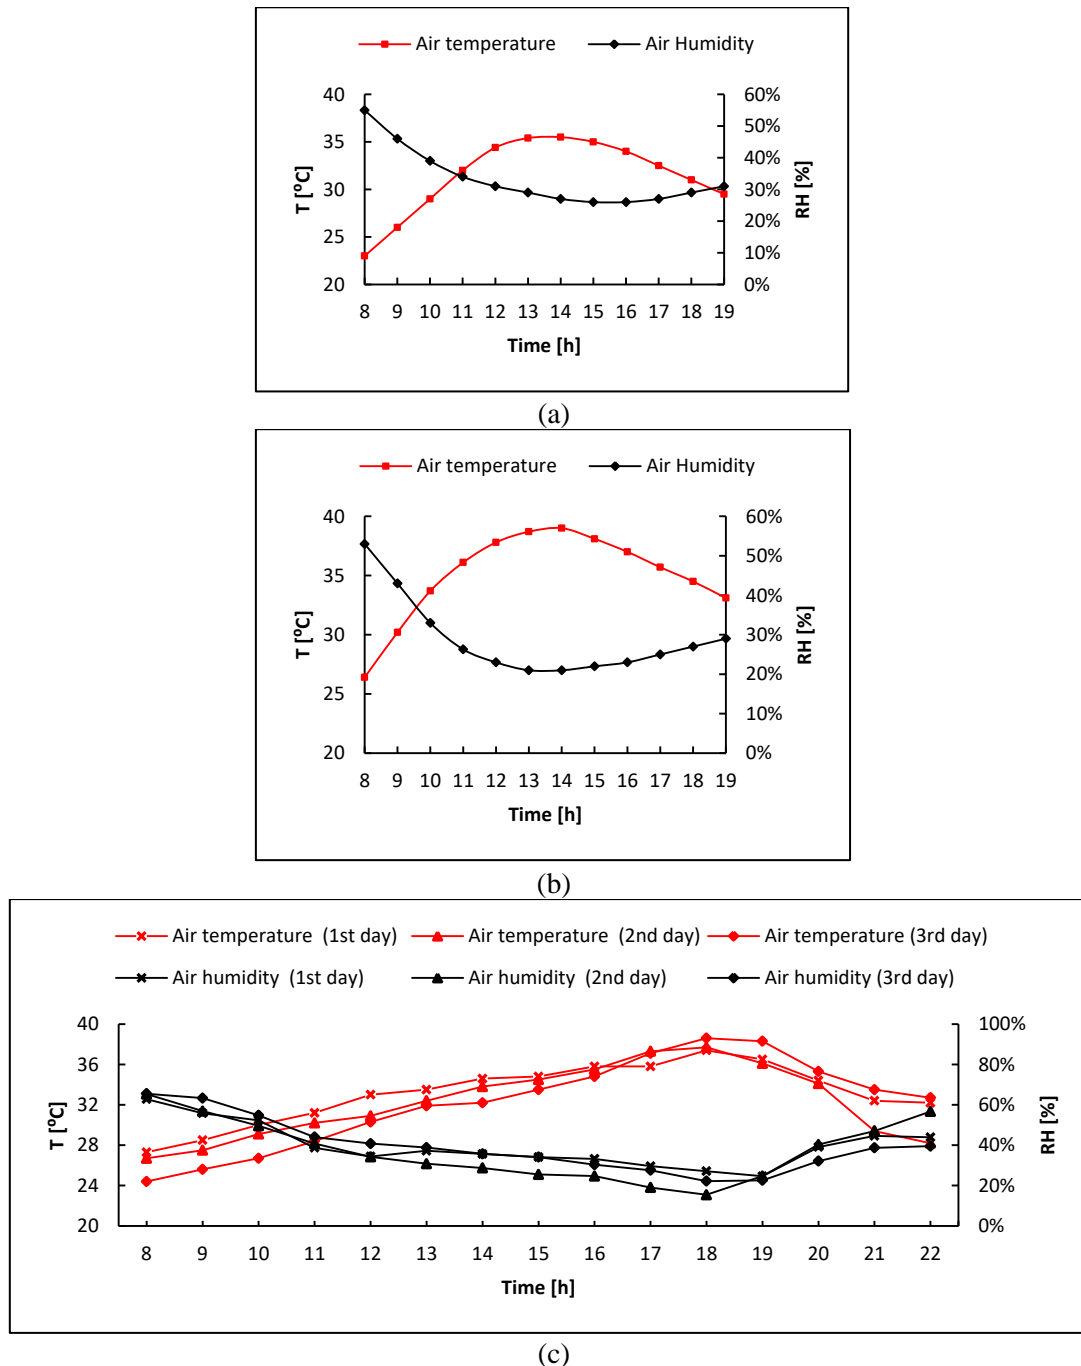 Air temperature Air Humidity
40 60%
50%
35
40%
30 30%
20%
25
10%
20 0%
T [⁰C]
RH [%]
8 9 10 11 12 13 14 15 16 17 18 19
Time [h]
(a)
Air temperature Air Humidity
40 60%
50%
35
40%
30 30%
20%
25
10%
20 0%
T [⁰C]
RH [%]
8 9 10 11 12 13 14 15 16 17 18 19
Time [h]
(b)
Air temperature (1st day) Air temperature (2nd day) Air temperature (3rd day)
Air humidity (1st day) Air humidity (2nd day) Air humidity (3rd day)
40 100%
36 80%
32 60%
28 40%
24 20%
20 0%
T [⁰C]
RH [%]
8 9 10 11 12 13 14 15 16 17 18 19 20 21 22
Time [h]
(c)